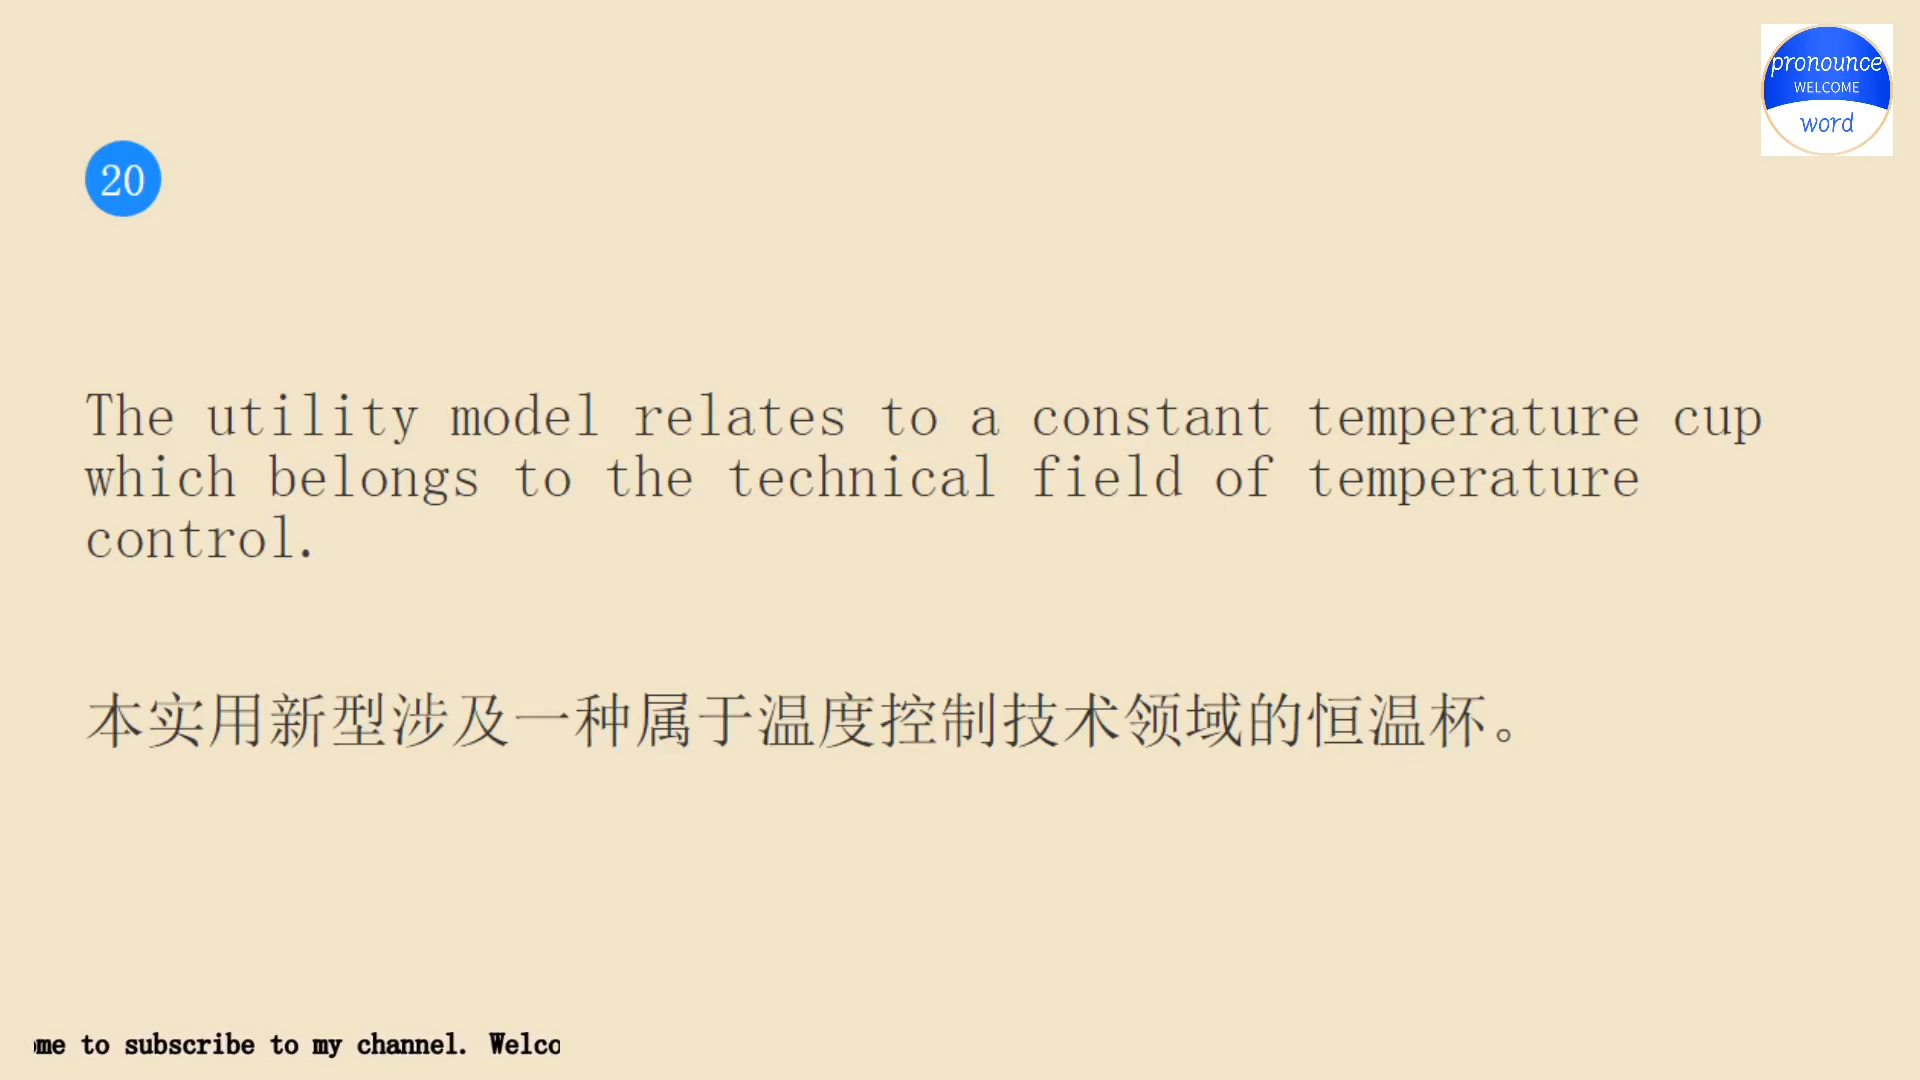 pronounce
WELCOME
word
20
The utility model relates to a constant temperature cup
which belongs to the technical field of temperature
control.
本实用新型涉及一种属于温度控制技术领域的恒温杯。
me to subscribe to my channel. Welco